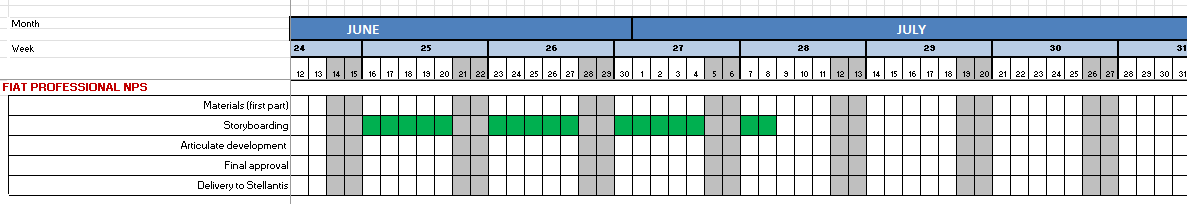 Month JUNE JULY
Week 24 25 26 27 28 29 30 31
12 13 14 15 16 17 18 19 20 21 22 23 24 25 26 27 28 29 30 1 2 3 4 5 6 7 8 9 10 11 12 13 14 15 16 17 18 19 20 21 22 23 24 25 26 27 28 29 30 31
FIAT PROFESSIONAL NPS
Materials (first part)
Storyboarding
Articulate development
Final approval
Delivery to Stellantis